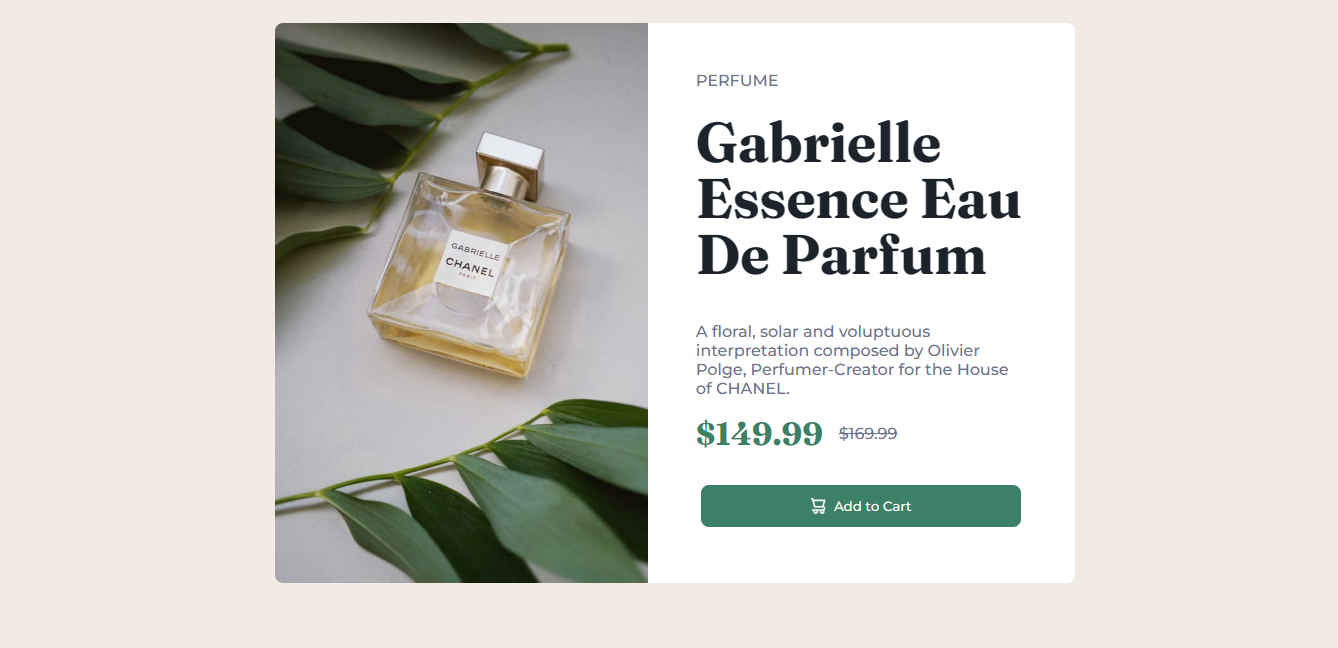 GABRIELLE
CHANEL
PARIS
PERFUME
Gabrielle
Essence Eau
De Parfum
A floral, solar and voluptuous
interpretation composed by Olivier
Polge, Perfumer-Creator for the House
of CHANEL.
$149.99 $169.99
Add to Cart